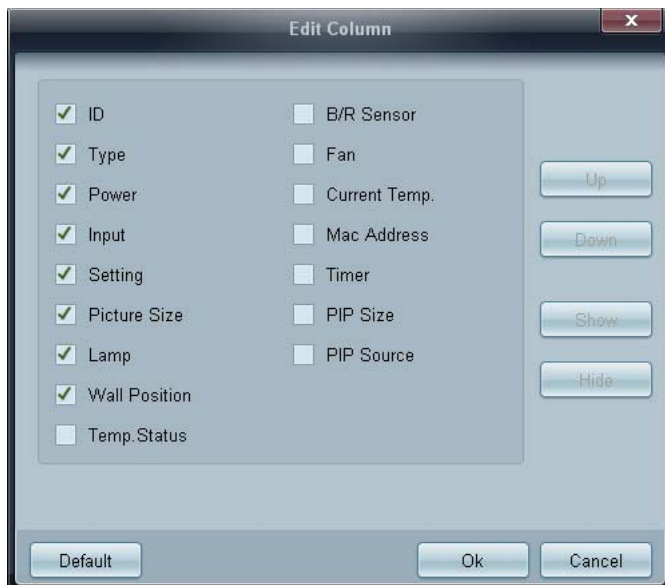 Edit Column
ID
Type
Power
Input
Setting
Picture Size
Lamp
Wall Position
Temp.Status
B/R Sensor
Fan
Current Temp.
Mac Address
Timer
PIP Size
PIP Source
Up
Down
Show
Hide
Default
Ok
Cancel